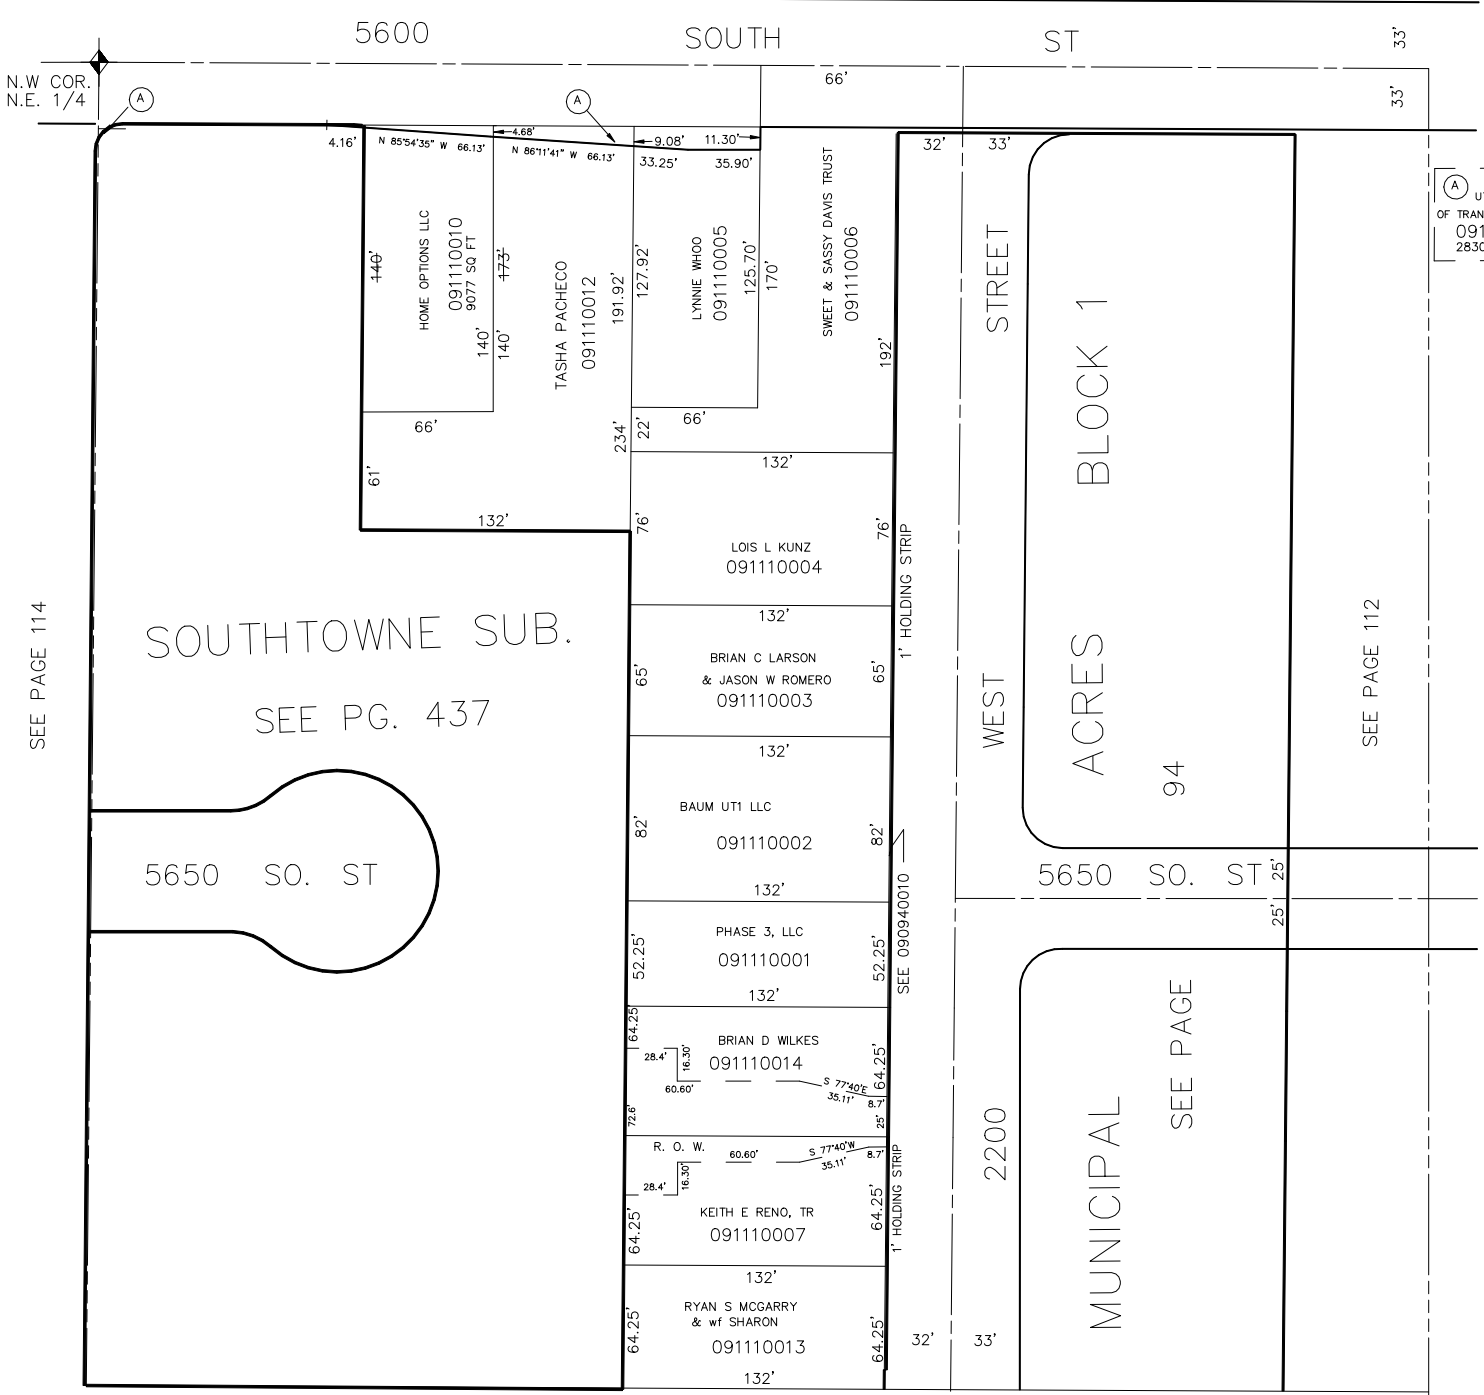 5600 SOUTH ST
33'
66'
33'
N.W COR.
N.E. 1/4
A
A
4.16'
N 85°54'35" W 66.13'
4.68'
N 86°11'41" W 66.13'
9.08'
11.30'
33.25'
35.90'
32'
33'
A
OF TRAN
091
2830
HOME OPTIONS LLC
091110010
9077 SQ FT
140'
173'
140'
140'
66'
61'
TASHA PACHECO
091110012
191.92'
234'
132'
127.92'
LYNNIE WHOO
091110005
125.70'
170'
66'
22'
SWEET & SASSY DAVIS TRUST
091110006
192'
132'
76'
LOIS L KUNZ
091110004
76'
132'
65'
BRIAN C LARSON
& JASON W ROMERO
091110003
65'
132'
82'
BAUM UT1 LLC
091110002
82'
132'
52.25'
PHASE 3, LLC
091110001
52.25'
132'
64.25'
BRIAN D WILKES
091110014
64.25'
28.4'
16.30'
60.60'
S 77°40'E
35.11'
8.7'
72.6'
25'
R. O. W.
60.60'
S 77°40'W
35.11'
8.7'
28.4'
16.30'
64.25'
KEITH E RENO, TR
091110007
64.25'
132'
64.25'
RYAN S MCGARRY
& wf SHARON
091110013
64.25'
132'
SEE PAGE 114
SOUTHTOWNE SUB.
SEE PG. 437
5650 SO. ST
1' HOLDING STRIP
SEE 090940010
1' HOLDING STRIP
2200 WEST STREET
32'
33'
MUNICIPAL ACRES BLOCK 1
SEE PAGE 94
5650 SO. ST
25'
25'
SEE PAGE 112